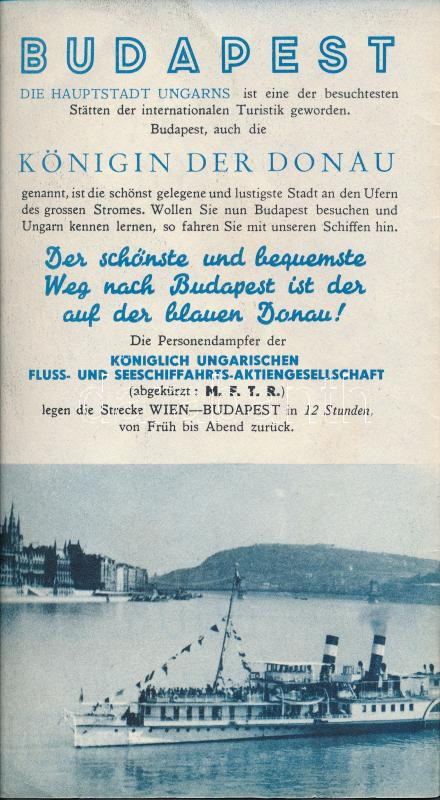 BUDAPEST
DIE HAUPTSTADT UNGARNS ist eine der besuchtesten
Stätten der internationalen Turistik geworden.
Budapest, auch die
KÖNIGIN DER DONAU
genannt, ist die schönst gelegene und lustigste Stadt an den Ufern
des grossen Stromes. Wollen Sie nun Budapest besuchen und
Ungarn kennen lernen, so fahren Sie mit unseren Schiffen hin.
Der schönste und bequemste
Weg nach Budapest ist der
auf der blauen Donau!
Die Personendampfer der
KÖNIGLICH UNGARISCHEN
FLUSS- UND SEESCHIFFAHRTS-AKTIENGESELLSCHAFT
(abgekürzt: M. F. T. R.)
legen die Strecke WIEN—BUDAPEST in 12 Stunden,
von Früh bis Abend zurück.